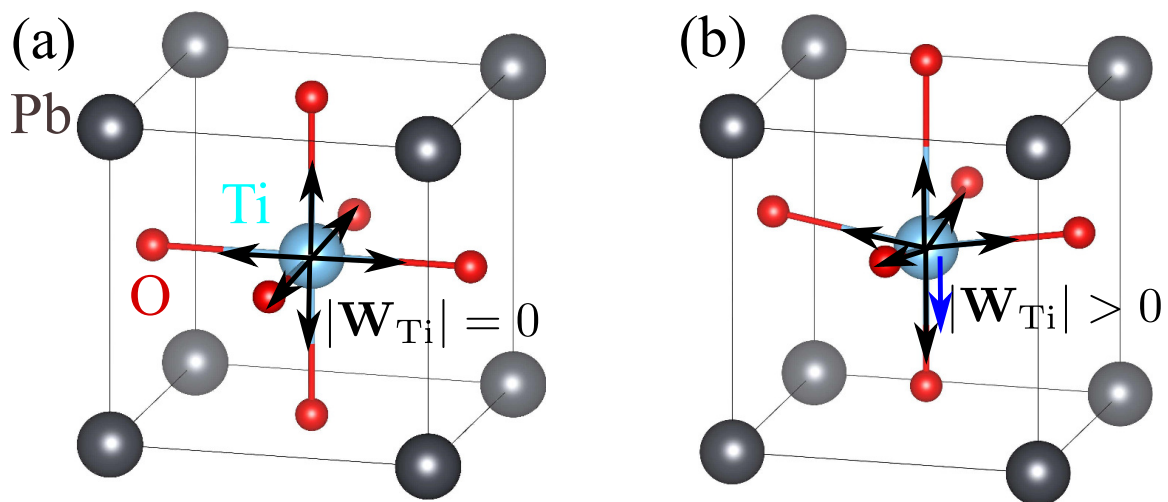 (a)
(b)
Pb
Ti
O
|W_Ti| = 0
|W_Ti| > 0